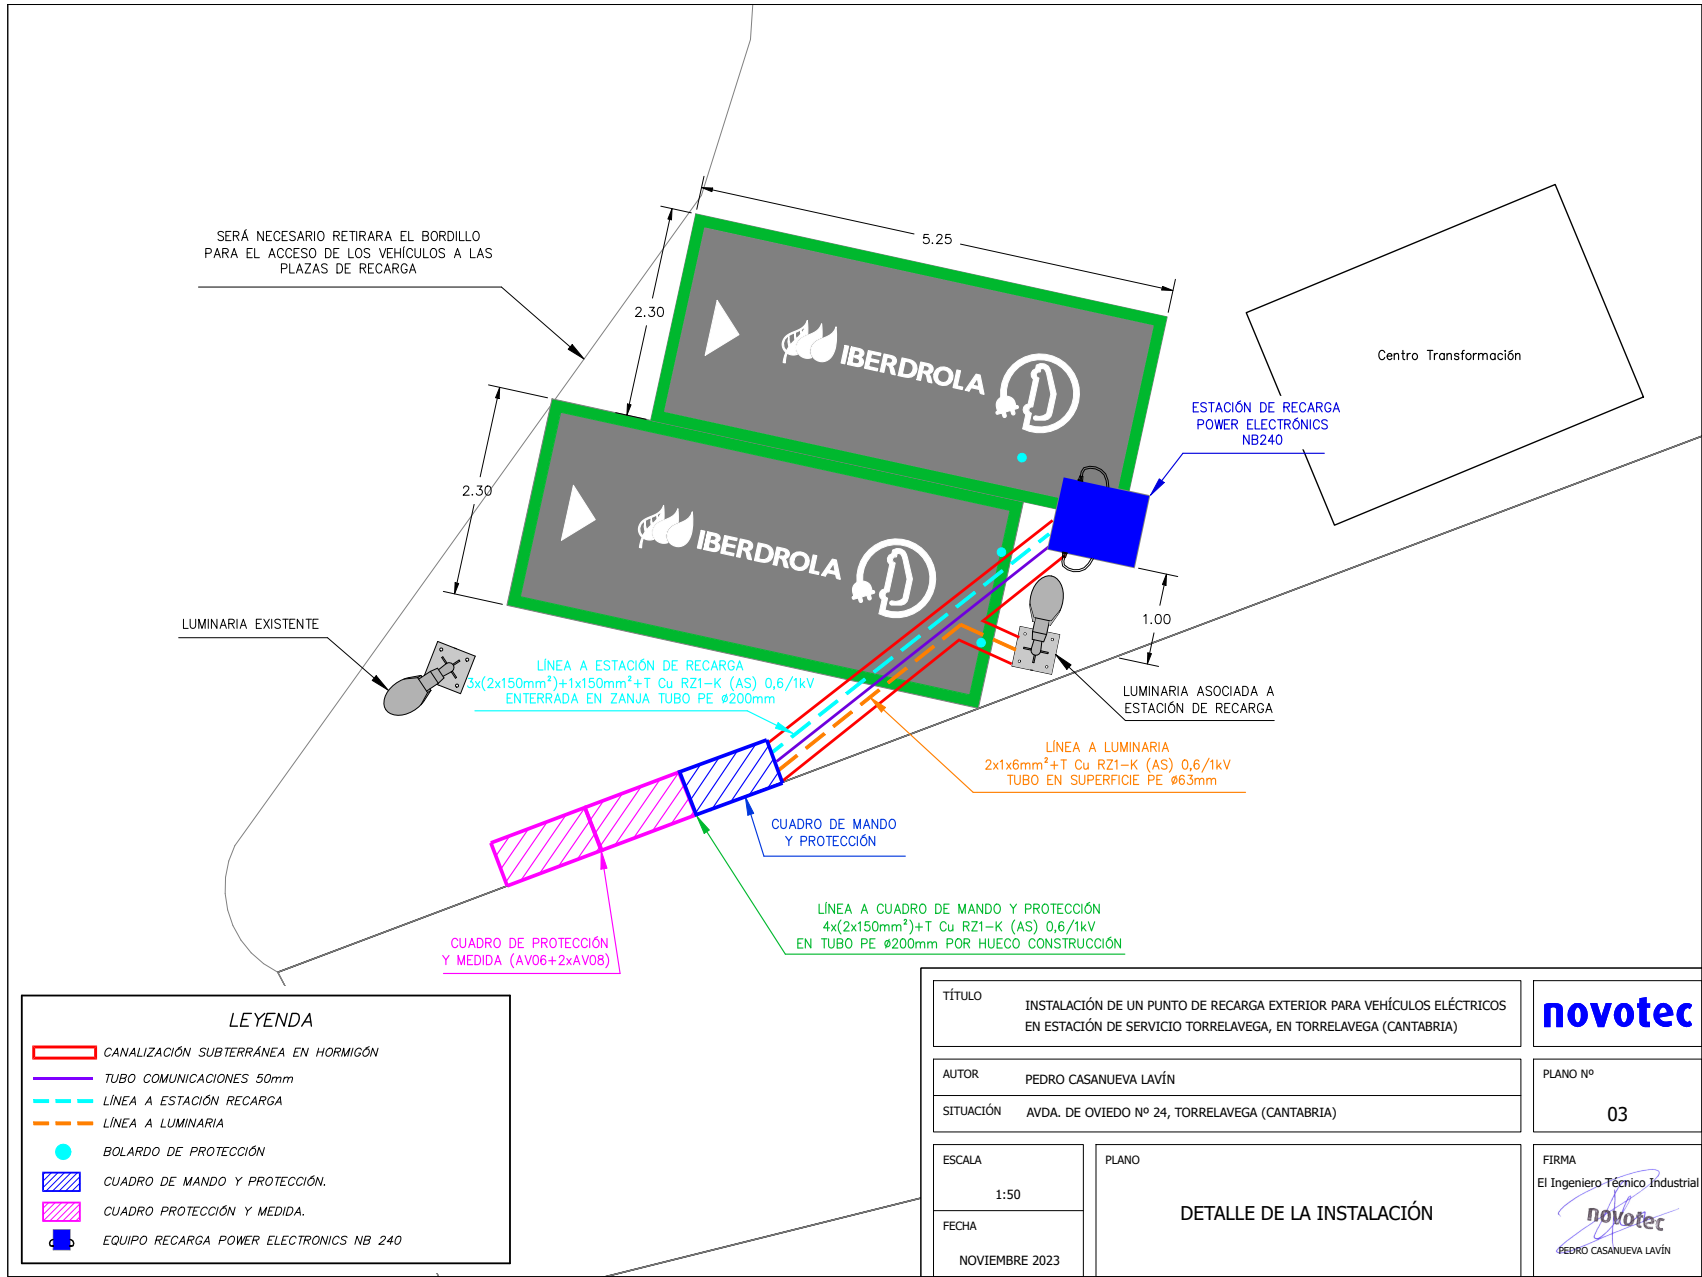 5.25
SERÁ NECESARIO RETIRARA EL BORDILLO
PARA EL ACCESO DE LOS VEHÍCULOS A LAS
PLAZAS DE RECARGA
2.30
IBERDROLA
Centro Transformación
ESTACIÓN DE RECARGA
POWER ELECTRÓNICS
NB240
2.30
IBERDROLA
1.00
LUMINARIA EXISTENTE
LÍNEA A ESTACIÓN DE RECARGA
3x(2x150mm²)+1x150mm²+T Cu RZ1-K (AS) 0,6/1kV
ENTERRADA EN ZANJA TUBO PE ø200mm
LUMINARIA ASOCIADA A
ESTACIÓN DE RECARGA
LÍNEA A LUMINARIA
2x1x6mm²+T Cu RZ1-K (AS) 0,6/1kV
TUBO EN SUPERFICIE PE ø63mm
CUADRO DE MANDO
Y PROTECCIÓN
LÍNEA A CUADRO DE MANDO Y PROTECCIÓN
4x(2x150mm²)+T Cu RZ1-K (AS) 0,6/1kV
EN TUBO PE ø200mm POR HUECO CONSTRUCCIÓN
CUADRO DE PROTECCIÓN
Y MEDIDA (AV06+2xAV08)
LEYENDA
CANALIZACIÓN SUBTERRÁNEA EN HORMIGÓN
TUBO COMUNICACIONES 50mm
LÍNEA A ESTACIÓN RECARGA
LÍNEA A LUMINARIA
BOLARDO DE PROTECCIÓN
CUADRO DE MANDO Y PROTECCIÓN.
CUADRO PROTECCIÓN Y MEDIDA.
EQUIPO RECARGA POWER ELECTRONICS NB 240
TÍTULO
INSTALACIÓN DE UN PUNTO DE RECARGA EXTERIOR PARA VEHÍCULOS ELÉCTRICOS
EN ESTACIÓN DE SERVICIO TORRELAVEGA, EN TORRELAVEGA (CANTABRIA)
novotec
AUTOR
PEDRO CASANUEVA LAVÍN
SITUACIÓN
AVDA. DE OVIEDO Nº 24, TORRELAVEGA (CANTABRIA)
PLANO Nº
03
ESCALA
1:50
FECHA
NOVIEMBRE 2023
PLANO
DETALLE DE LA INSTALACIÓN
FIRMA
El Ingeniero Técnico Industrial
novotec
PEDRO CASANUEVA LAVÍN